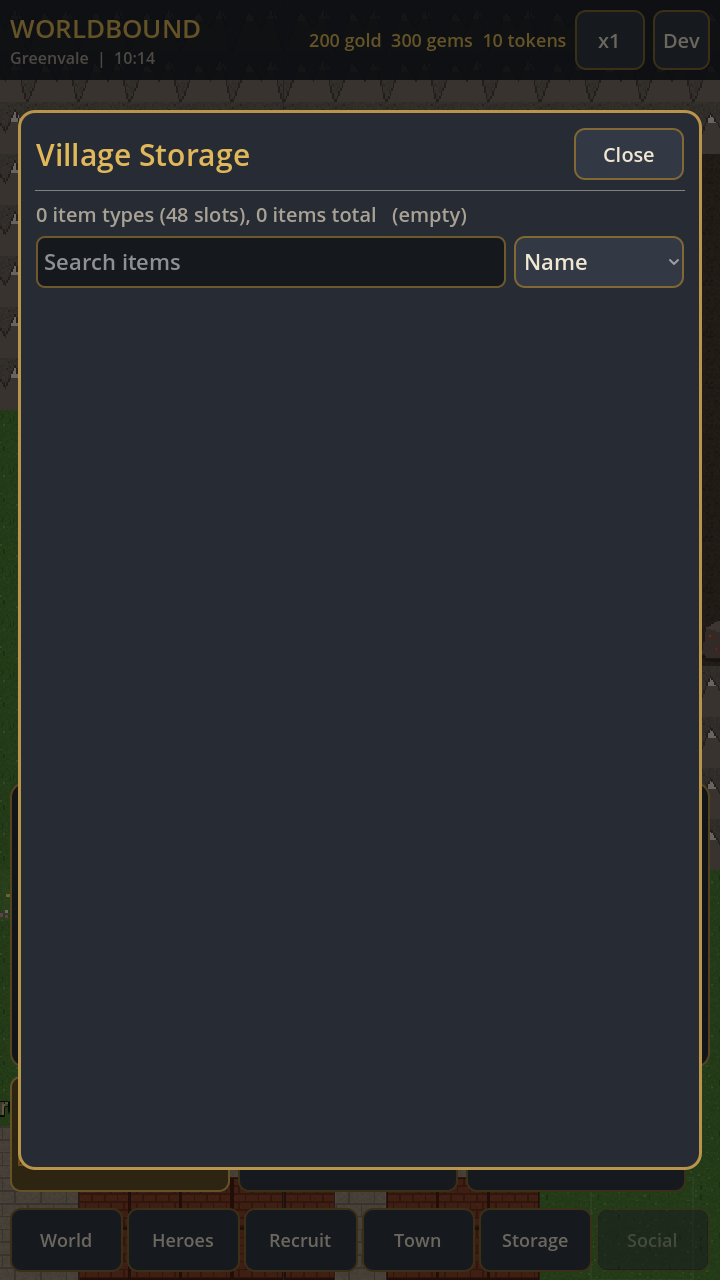 WORLDBOUND
Greenvale | 10:14
200 gold 300 gems 10 tokens
x1
Dev
Village Storage
Close
0 item types (48 slots), 0 items total (empty)
Search items
Name
World
Heroes
Recruit
Town
Storage
Social